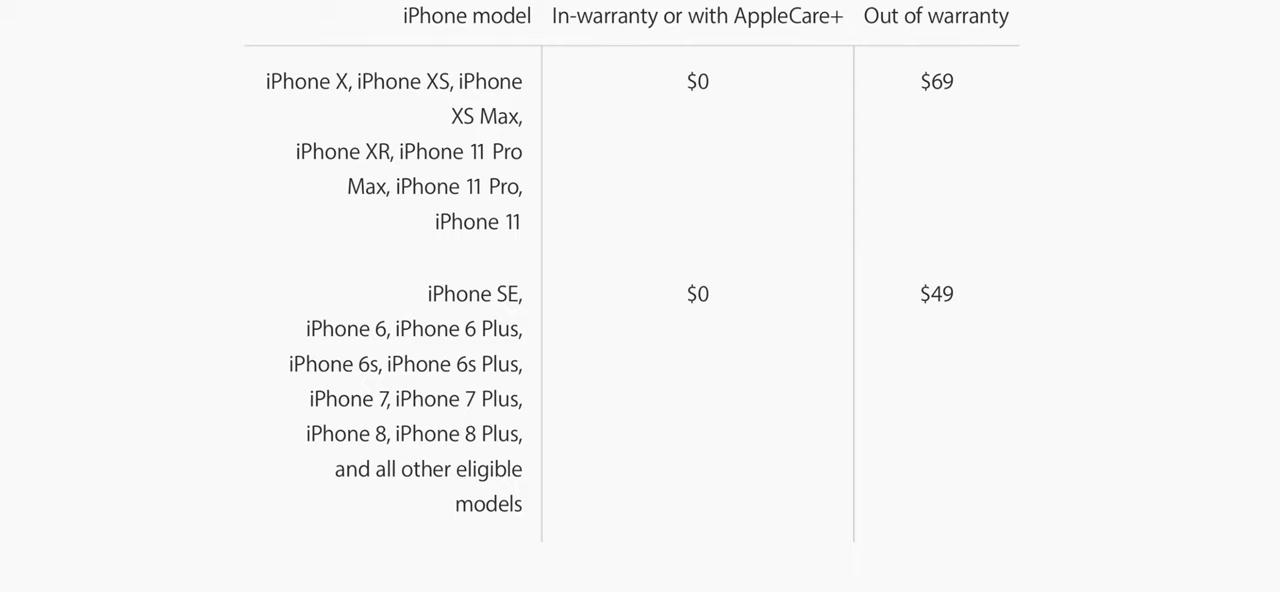 iPhone model In-warranty or with AppleCare+ Out of warranty
iPhone X, iPhone XS, iPhone $0 $69
XS Max,
iPhone XR, iPhone 11 Pro
Max, iPhone 11 Pro,
iPhone 11
iPhone SE, $0 $49
iPhone 6, iPhone 6 Plus,
iPhone 6s, iPhone 6s Plus,
iPhone 7, iPhone 7 Plus,
iPhone 8, iPhone 8 Plus,
and all other eligible
models